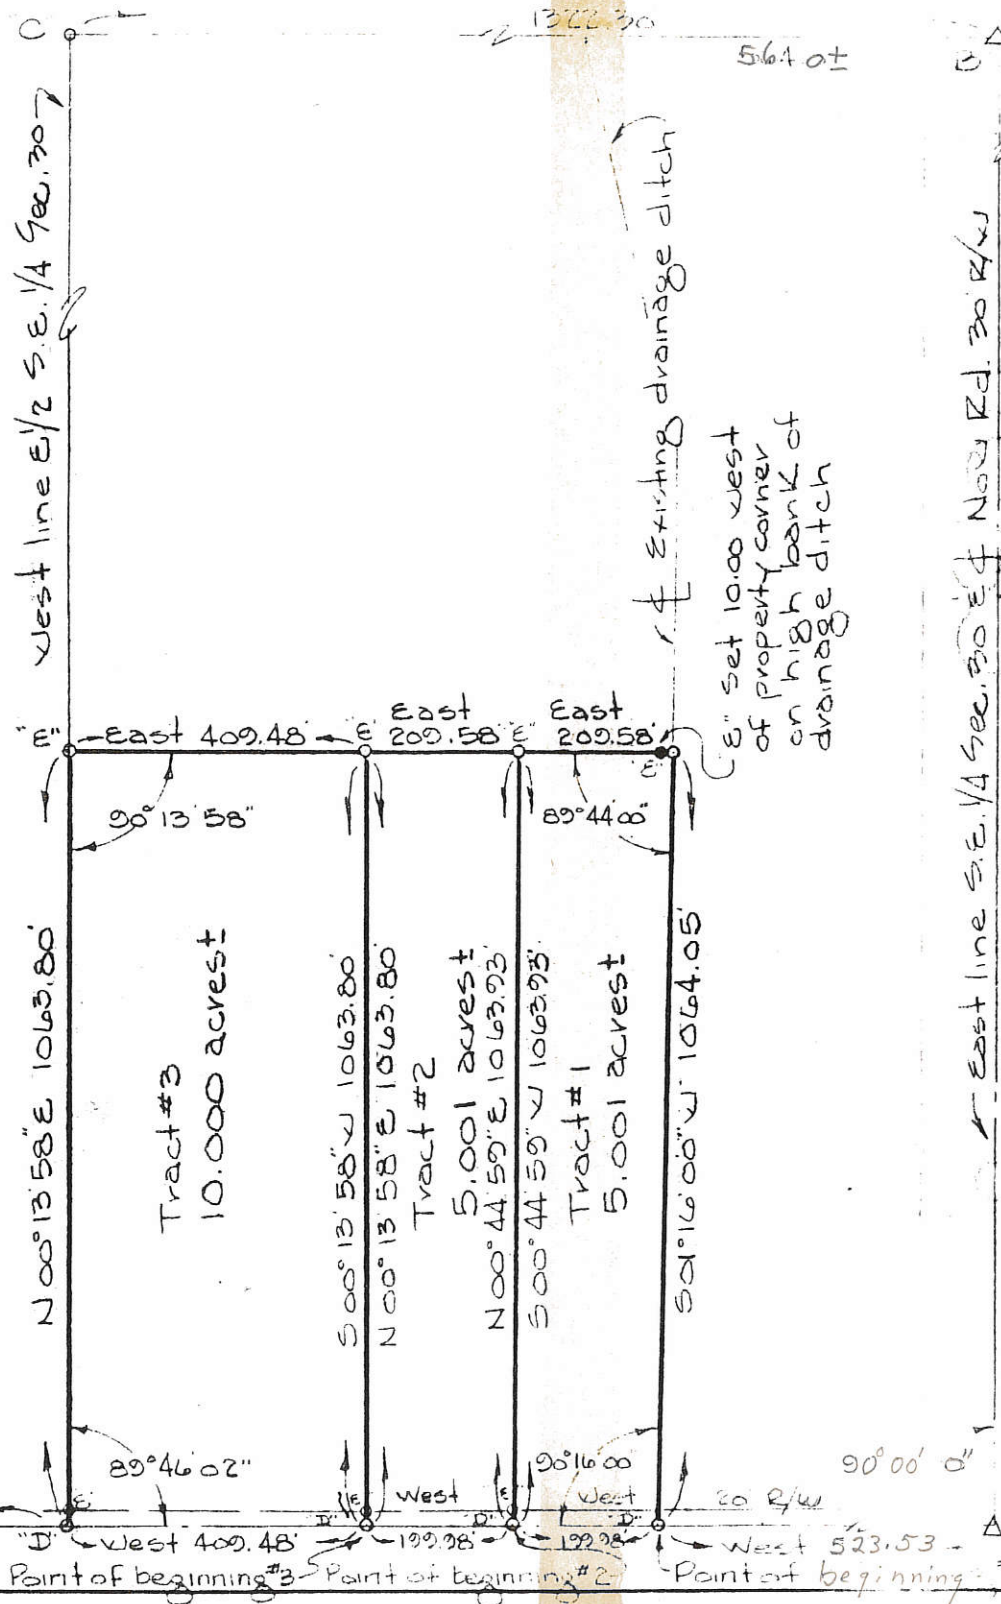 C
1322.30
564.0±
B
West line E1/2 S.E. 1/4 Sec. 30
Existing drainage ditch
"E" set 10.00 west
of property corner
on high bank of
drainage ditch
East line S.E. 1/4 Sec. 30 & ℄ Noel Rd. 30' R/W
"E"
East 409.48'
E
East
209.58'
E"
East
209.58'
"E"
90°13'58"
89°44'00"
N 00°13'58" E 1063.80'
Tract #3
10.000 acres±
S 00°13'58" W 1063.80'
N 00°13'58" E 1063.80'
Tract #2
5.001 acres±
N 00°44'59" E 1063.93'
S 00°44'59" W 1063.93'
Tract #1
5.001 acres±
S 01°16'00" W 1064.05'
89°46'02"
90°16'00
90°00' 0"
E
E
West
E
West
20 R/W
"D"
West 409.48'
"D"
199.98'
"D"
199.98'
"D"
West 523.53
Point of beginning #3
Point of beginning #2
Point of beginning